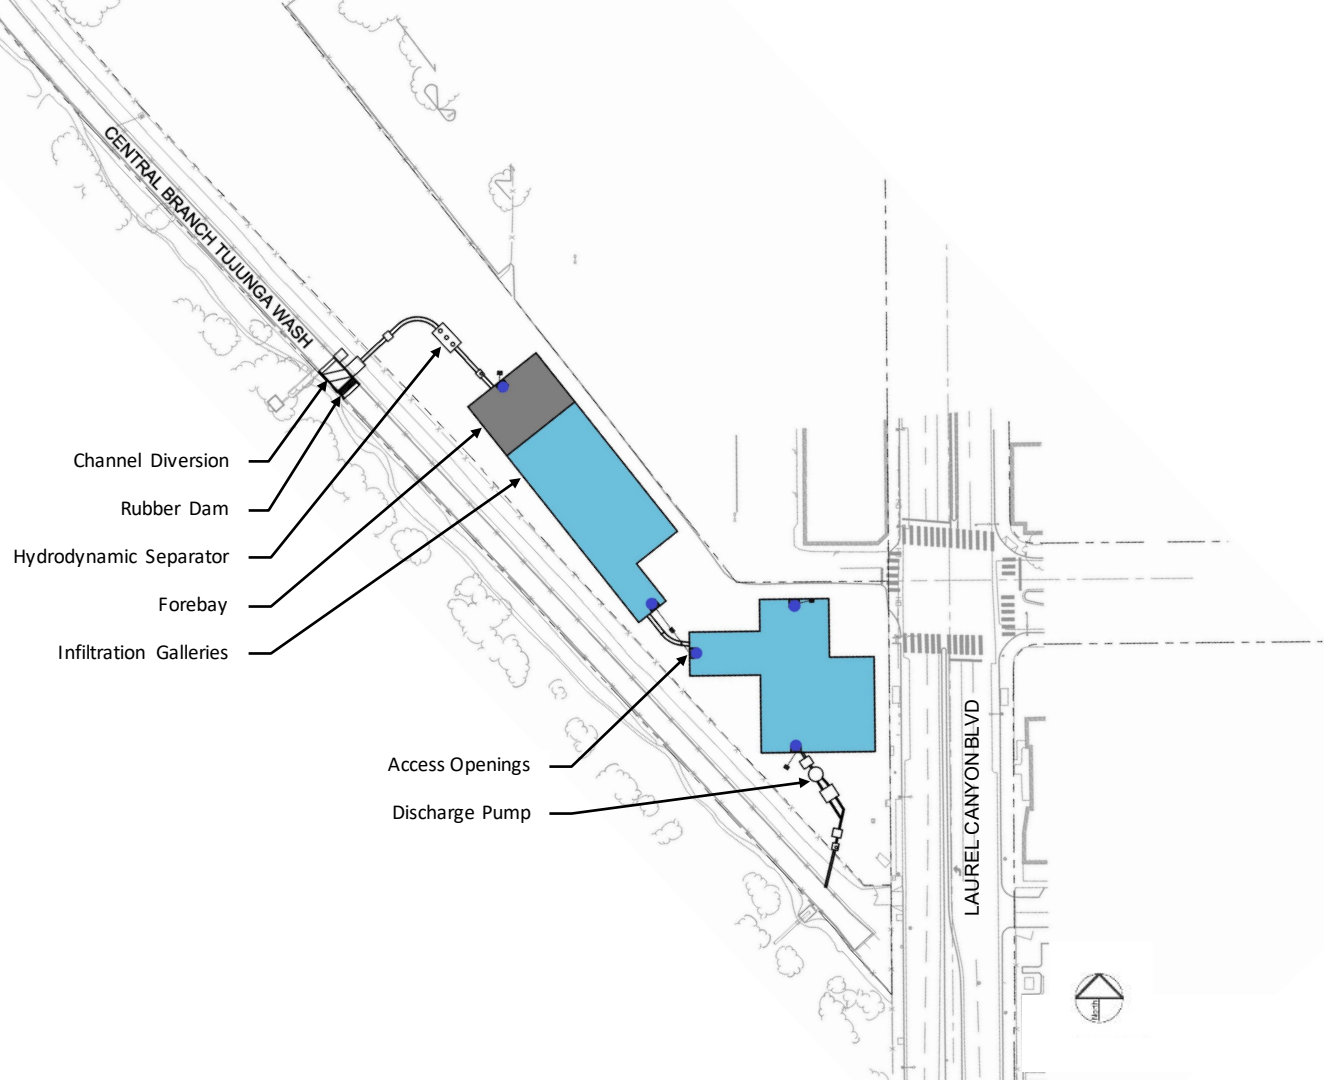 CENTRAL BRANCH TUJUNGA WASH
Channel Diversion
Rubber Dam
Hydrodynamic Separator
Forebay
Infiltration Galleries
Access Openings
Discharge Pump
LAUREL CANYON BLVD
North